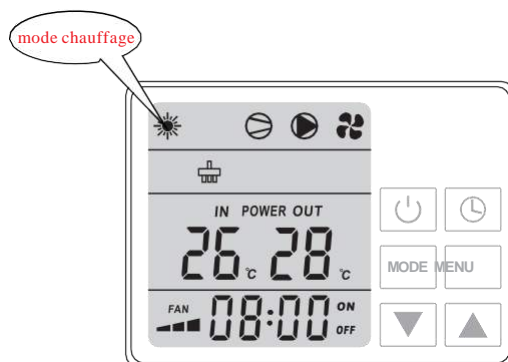 mode chauffage
IN POWER OUT
26 °C 28 °C
MODE MENU
FAN 08:00 ON
OFF